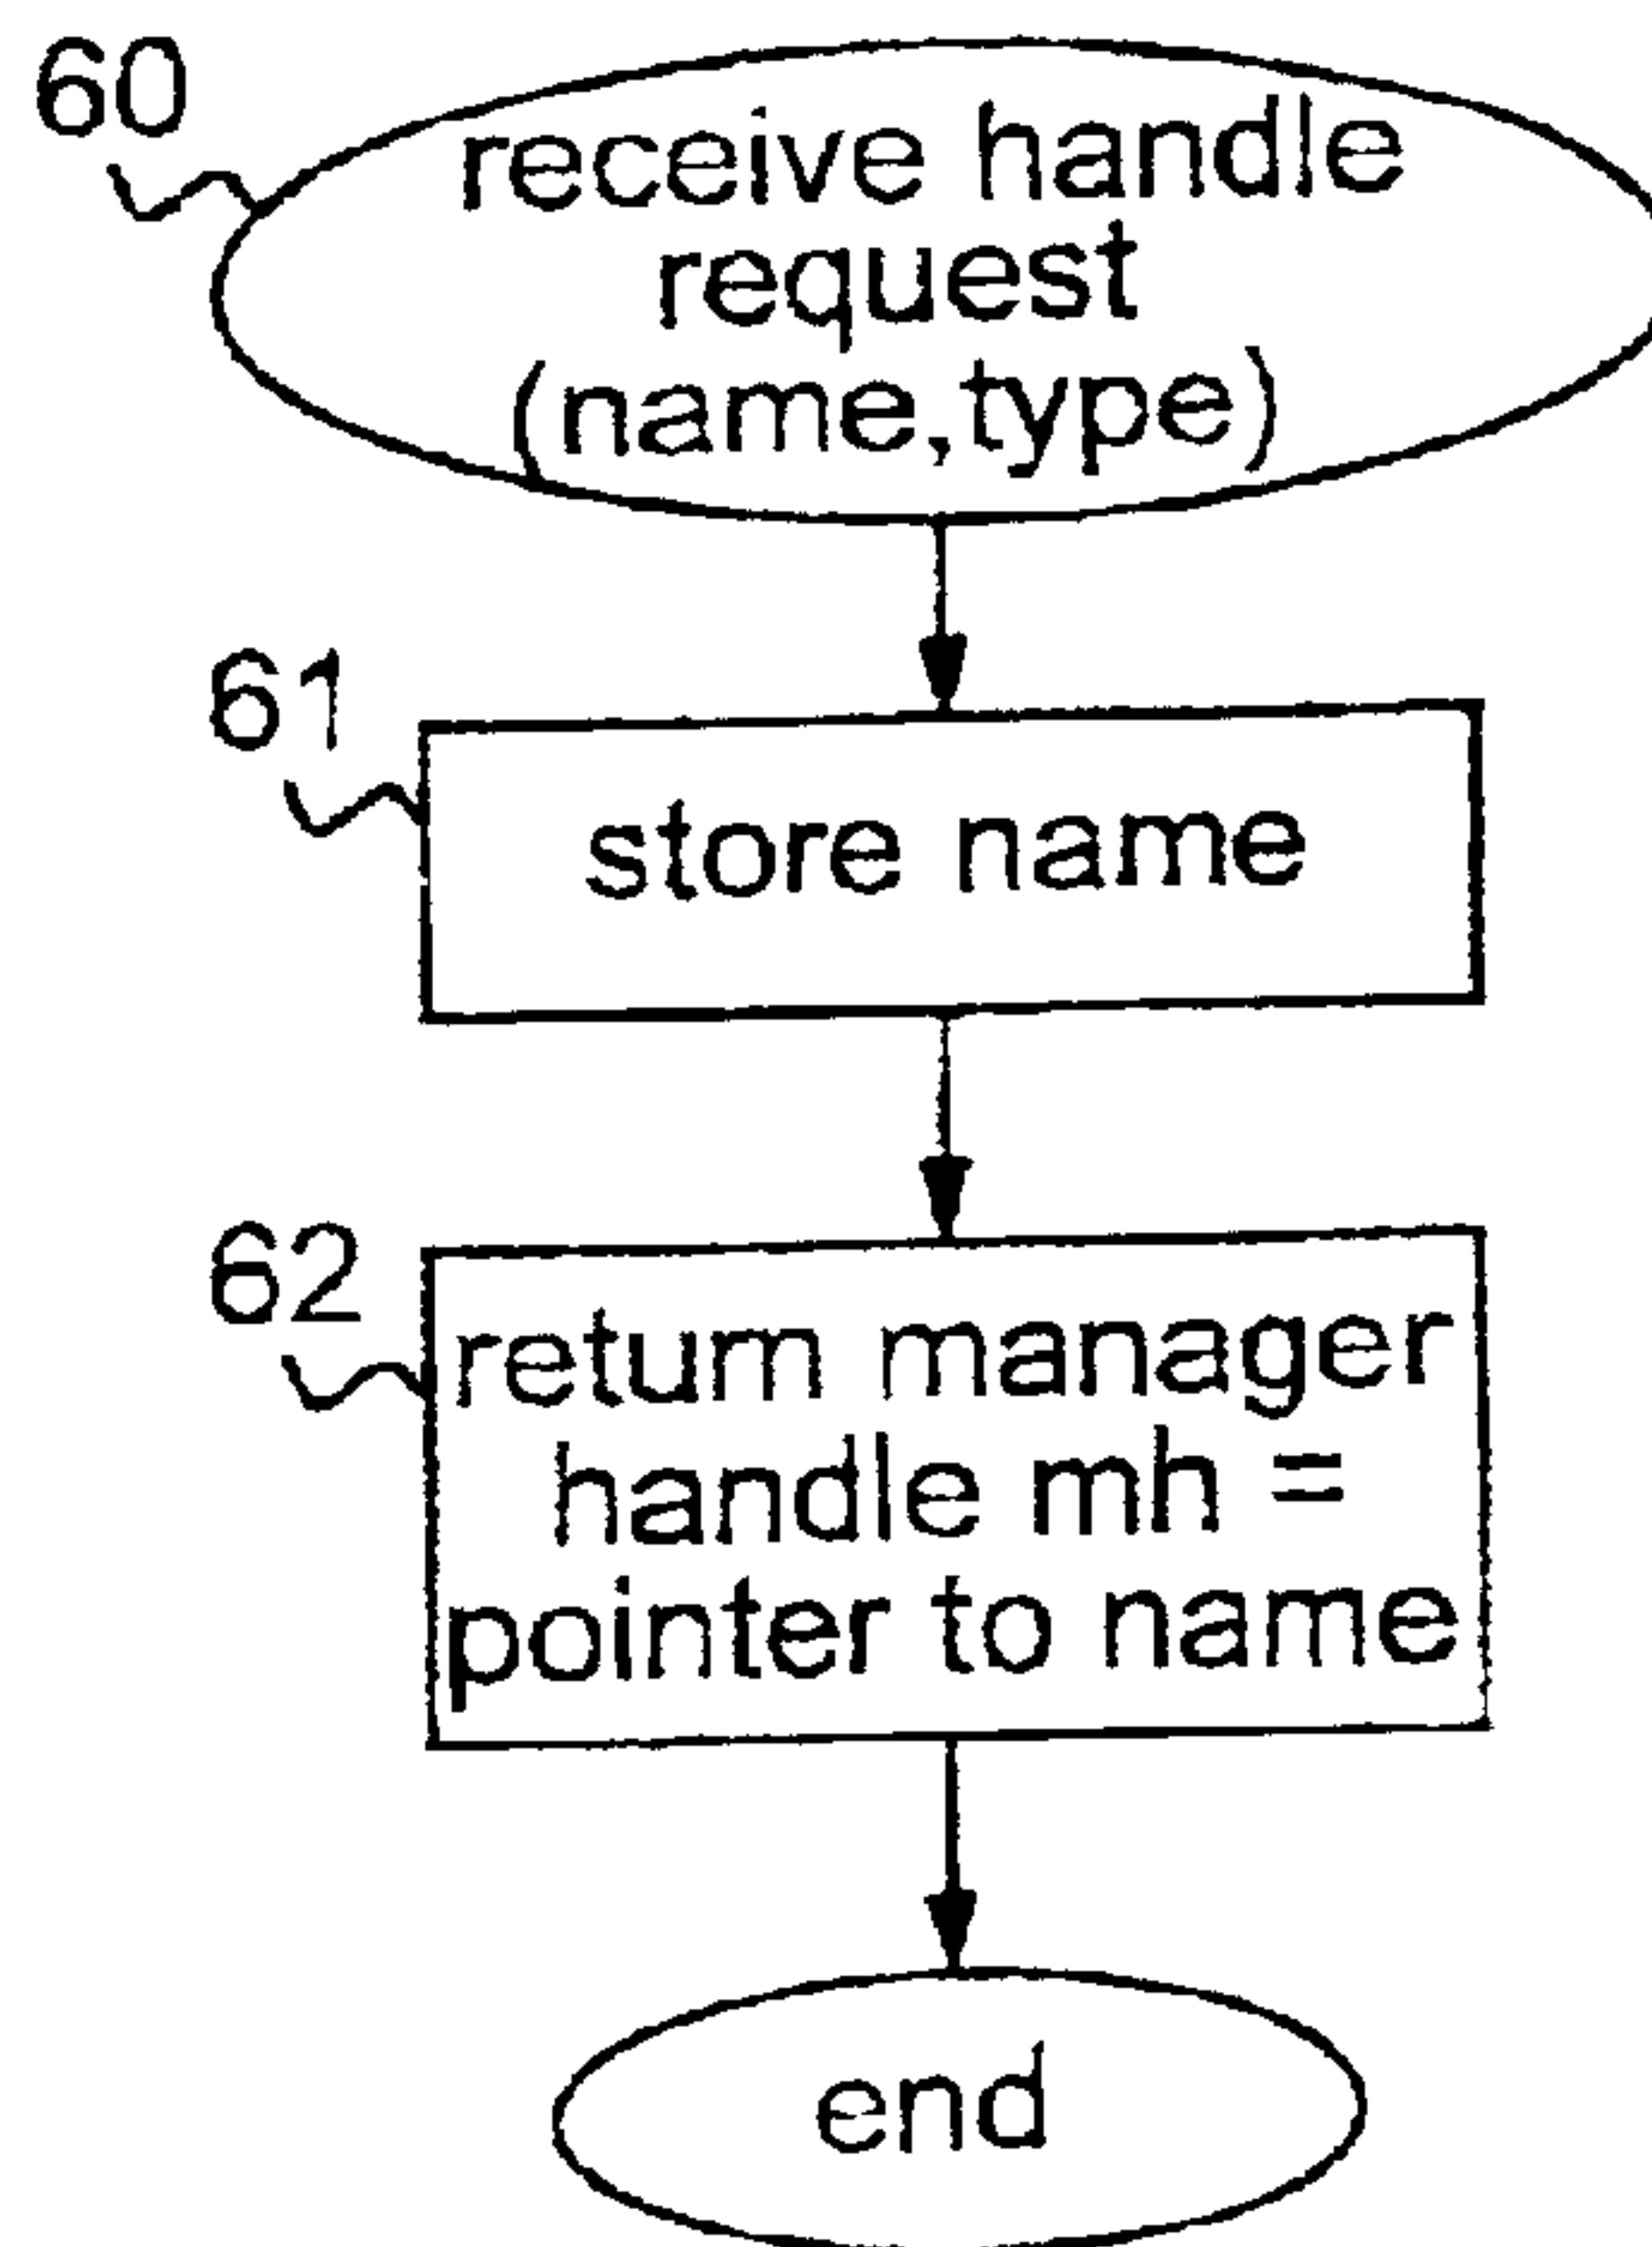 60
receive handle
request
(name,type)
61
store name
62
return manager
handle mh =
pointer to name
end